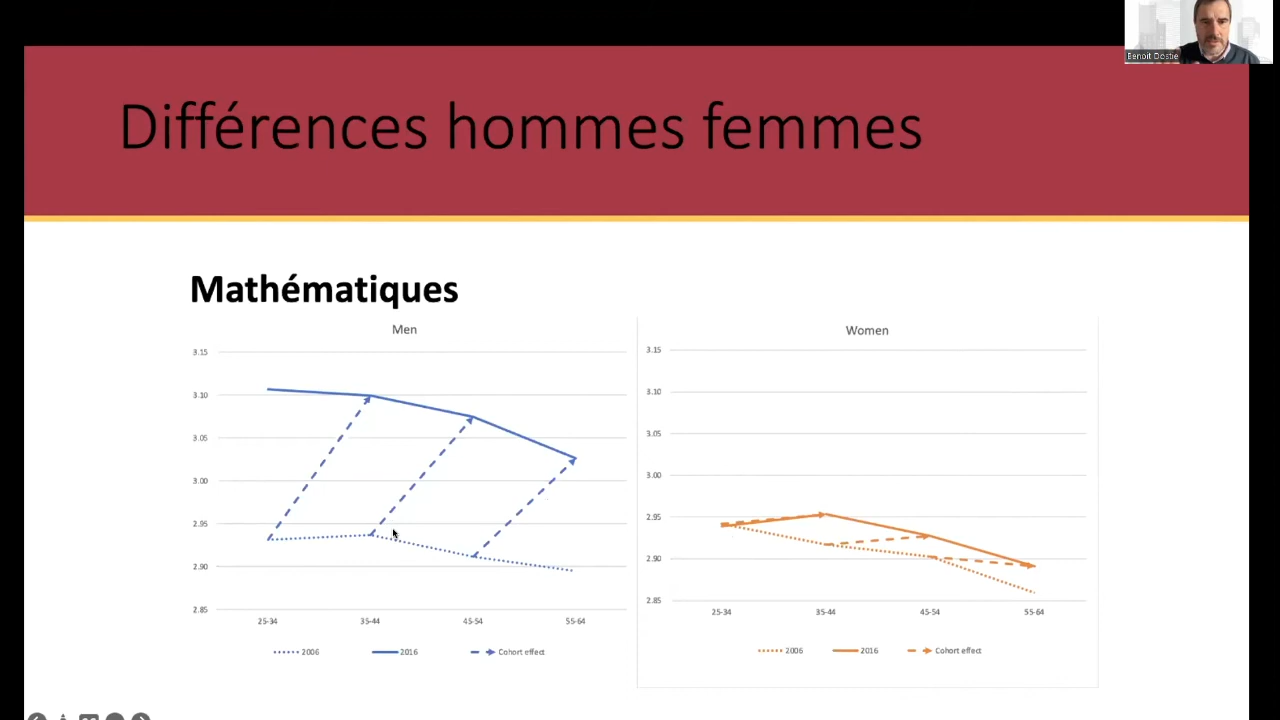 Benoit Dostie
Différences hommes femmes
Mathématiques
Men
3.15
3.10
3.05
3.00
2.95
2.90
2.85
25-34 35-44 45-54 55-64
2006 2016 Cohort effect
Women
3.15
3.10
3.05
3.00
2.95
2.90
2.85
25-34 35-44 45-54 55-64
2006 2016 Cohort effect